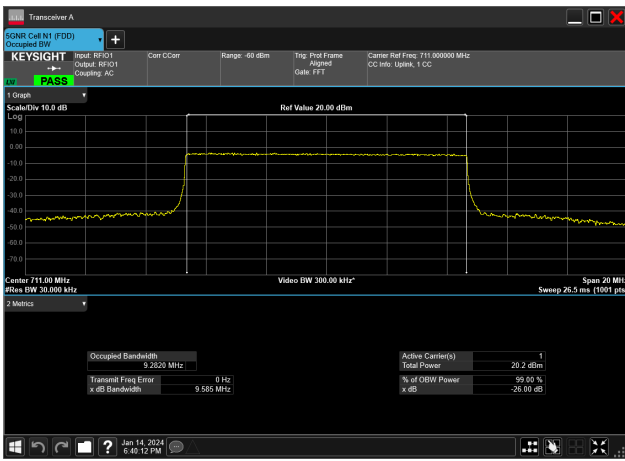 Transceiver A
5GNR Cell N1 (FDD)
Occupied BW
KEYSIGHT
LXI
PASS
Input: RFIO1
Output: RFIO1
Coupling: AC
Corr CCorr
Range: -60 dBm
Trig: Prot Frame
Aligned
Gate: FFT
Carrier Ref Freq: 711.000000 MHz
CC Info: Uplink, 1 CC
1 Graph
Scale/Div 10.0 dB
Ref Value 20.00 dBm
Log
10.0
0.00
-10.0
-20.0
-30.0
-40.0
-50.0
-60.0
-70.0
Center 711.00 MHz
Video BW 300.00 kHz*
Span 20 MHz
#Res BW 30.000 kHz
Sweep 26.5 ms (1001 pts
2 Metrics
Occupied Bandwidth
9.2820 MHz
Active Carrier(s) 1
Total Power 20.2 dBm
Transmit Freq Error 0 Hz
x dB Bandwidth 9.585 MHz
% of OBW Power 99.00 %
x dB -26.00 dB
?
Jan 14, 2024
6:40:12 PM